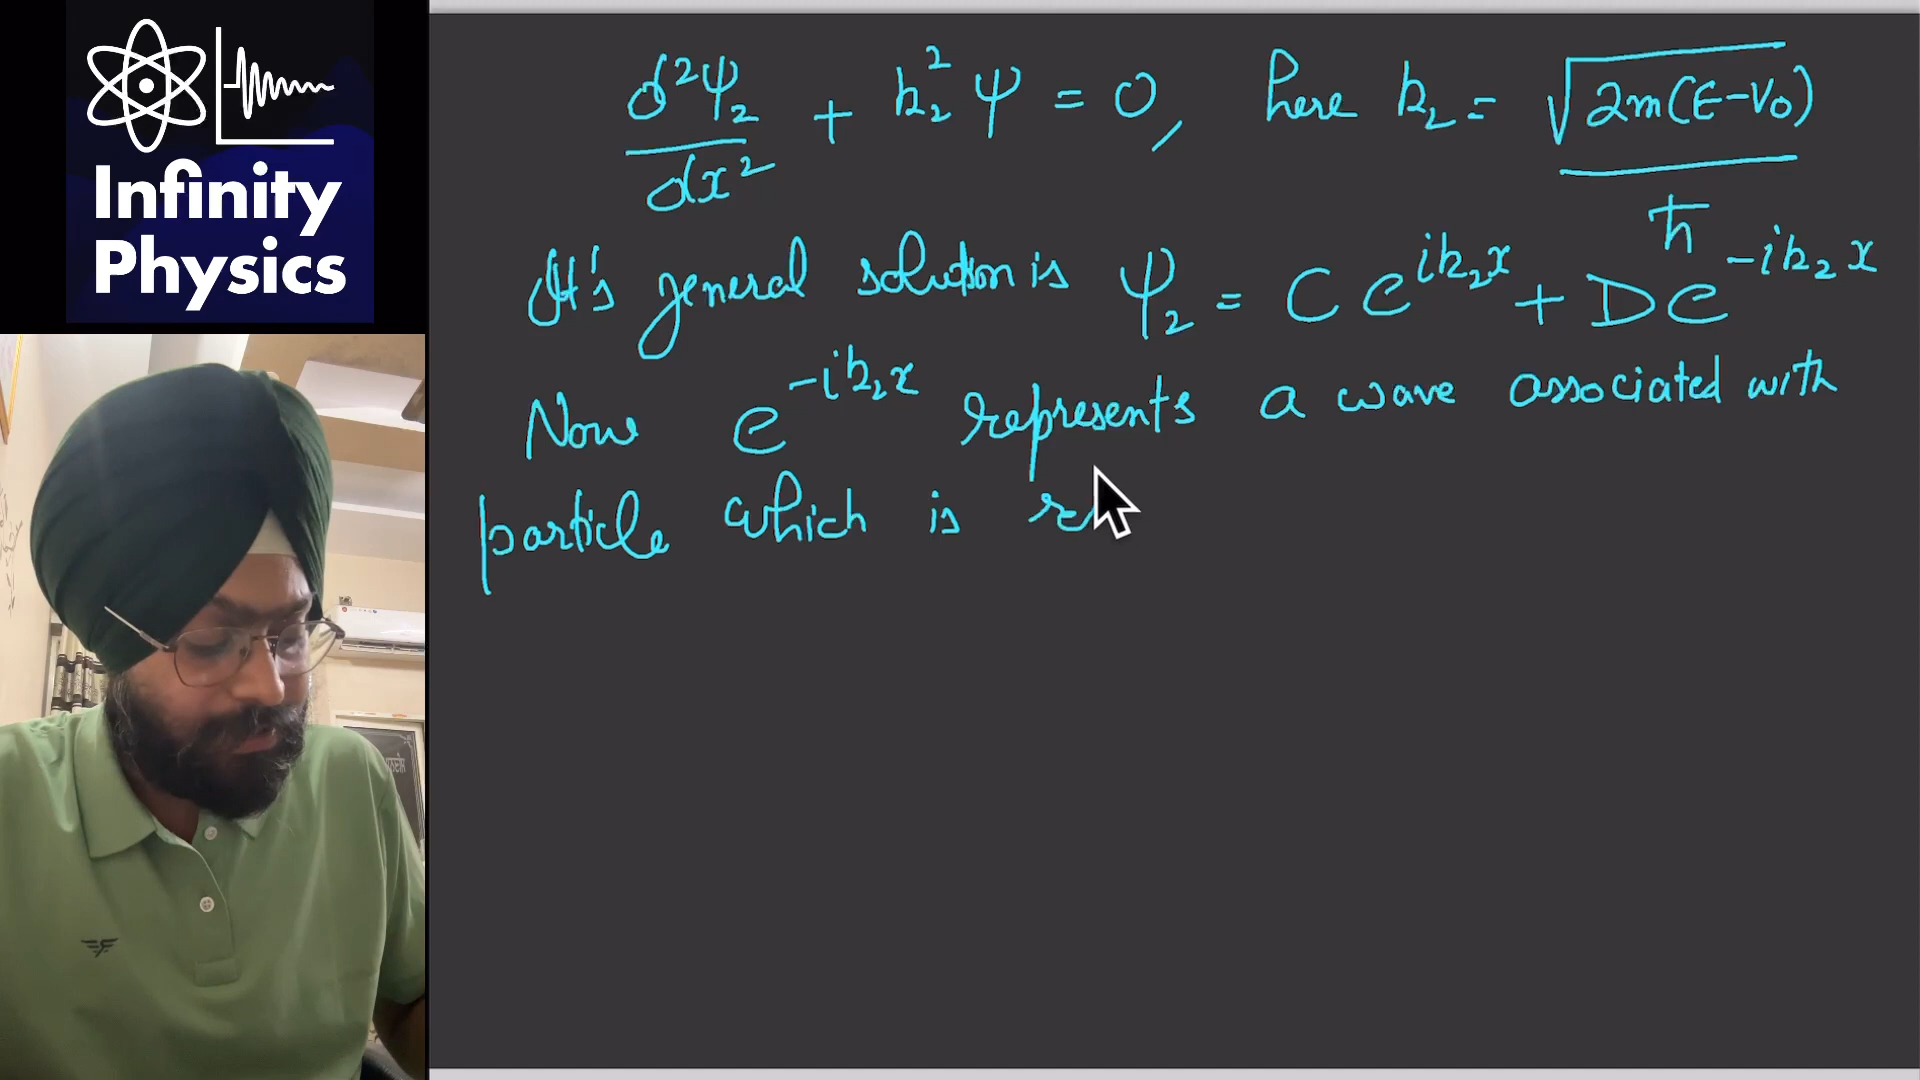 Infinity
Physics
d²ψ₂/dx² + k₂²ψ = 0, here k₂ = √2m(E-V₀)/ħ
It's general solution is ψ₂ = C e^{ik₂x} + D e^{-ik₂x}
Now e^{-ik₂x} represents a wave associated with
particle which is